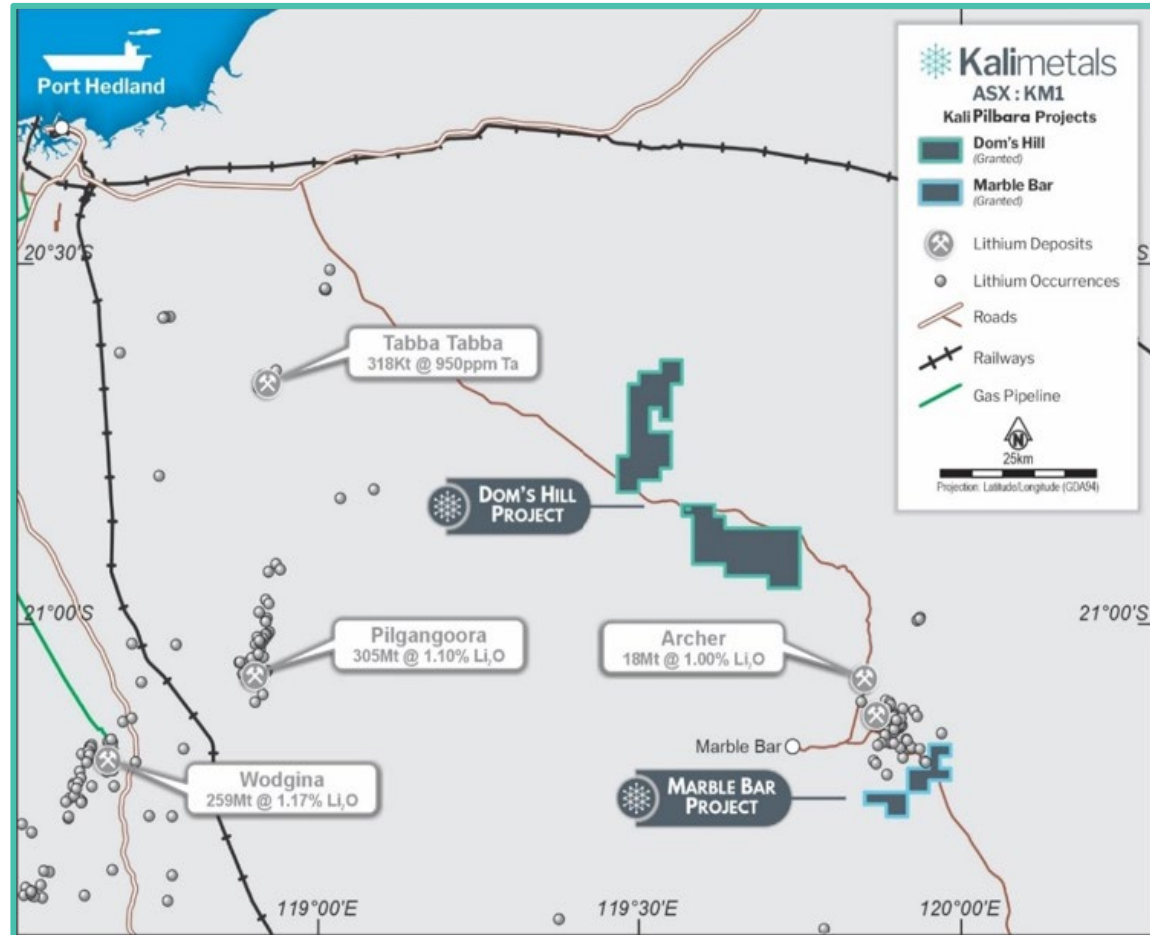 Port Hedland
Kalimetals
ASX : KM1
Kali Pilbara Projects
Dom's Hill
(Granted)
Marble Bar
(Granted)
Lithium Deposits
Lithium Occurrences
Roads
Railways
Gas Pipeline
N
25km
Projection: Latitudo/Longitude (GDA94)
20°30'S
S
Tabba Tabba
318Kt @ 950ppm Ta
DOM'S HILL
PROJECT
21°00'S
21°00'S
Pilgangoora
305Mt @ 1.10% Li₂O
Archer
18Mt @ 1.00% Li₂O
Marble Bar
Wodgina
259Mt @ 1.17% Li₂O
MARBLE BAR
PROJECT
119°00'E
119°30'E
120°00'E